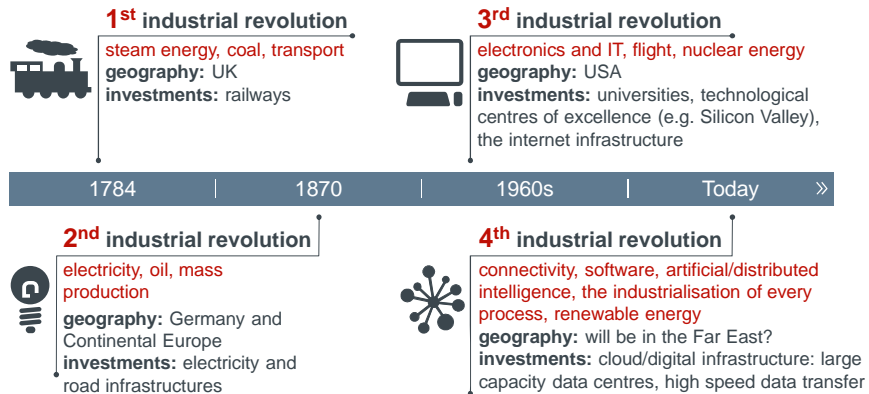 1st industrial revolution
steam energy, coal, transport
geography: UK
investments: railways
3rd industrial revolution
electronics and IT, flight, nuclear energy
geography: USA
investments: universities, technological
centres of excellence (e.g. Silicon Valley),
the internet infrastructure
1784 | 1870 | 1960s | Today »
2nd industrial revolution
electricity, oil, mass
production
geography: Germany and
Continental Europe
investments: electricity and
road infrastructures
4th industrial revolution
connectivity, software, artificial/distributed
intelligence, the industrialisation of every
process, renewable energy
geography: will be in the Far East?
investments: cloud/digital infrastructure: large
capacity data centres, high speed data transfer